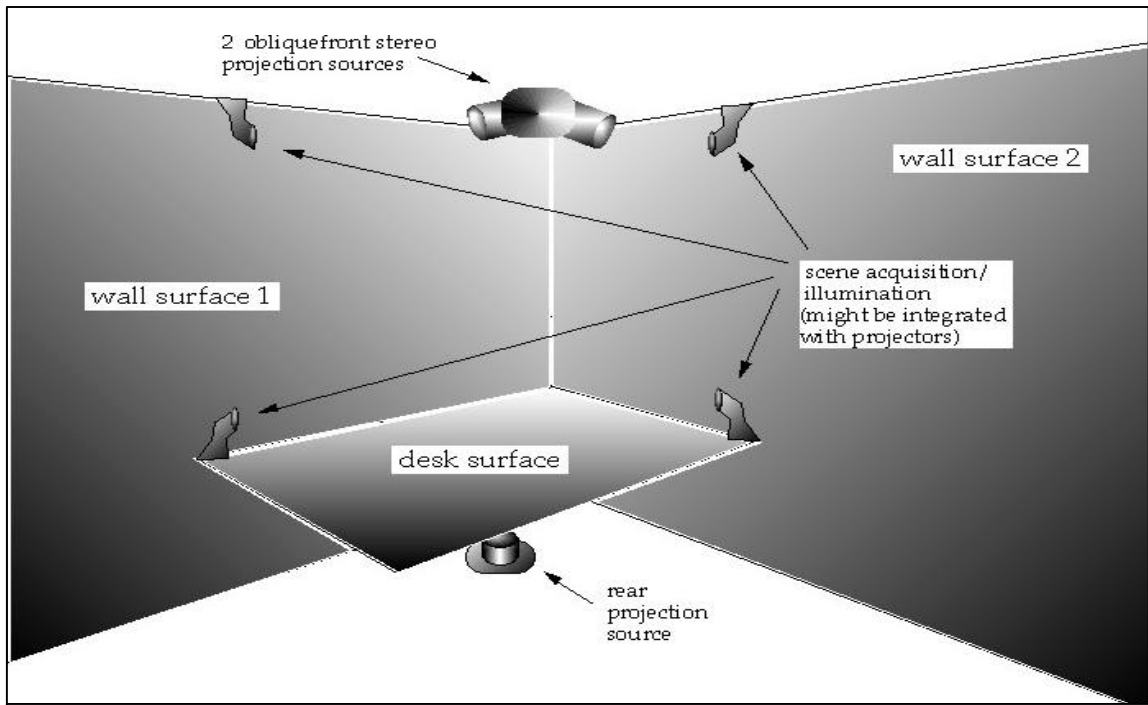 2 obliquefront stereo
projection sources
wall surface 2
scene acquisition/
illumination
(might be integrated
with projectors)
wall surface 1
desk surface
rear
projection
source